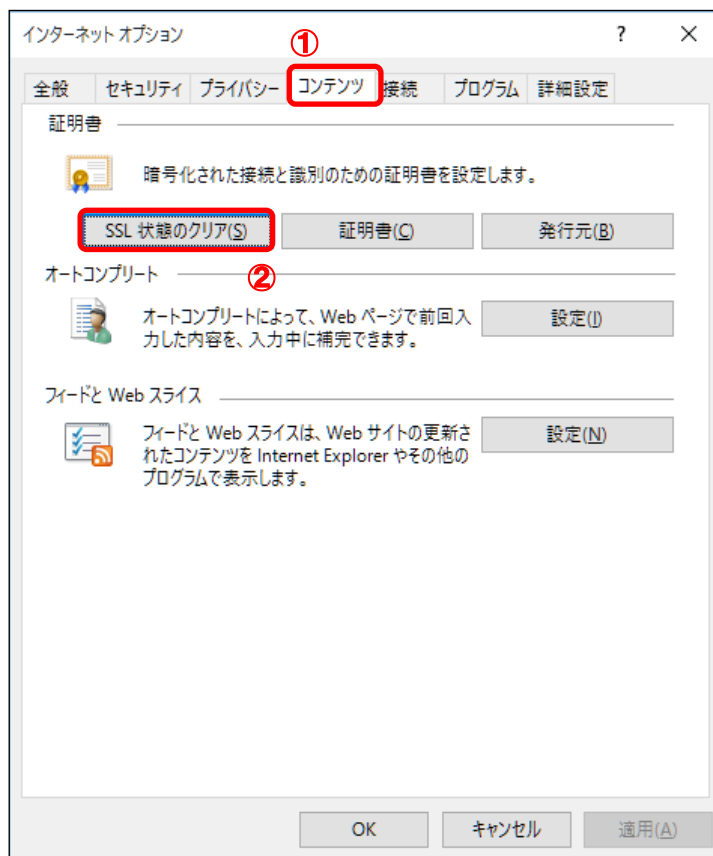 インターネット オプション ? ×
①
全般 セキュリティ プライバシー コンテンツ 接続 プログラム 詳細設定
証明書
暗号化された接続と識別のための証明書を設定します。
SSL 状態のクリア(S) 証明書(C) 発行元(B)
②
オートコンプリート
オートコンプリートによって、Web ページで前回入
力した内容を、入力中に補完できます。
設定(I)
フィードと Web スライス
フィードと Web スライスは、Web サイトの更新さ
れたコンテンツを Internet Explorer やその他の
プログラムで表示します。
設定(N)
OK キャンセル 適用(A)